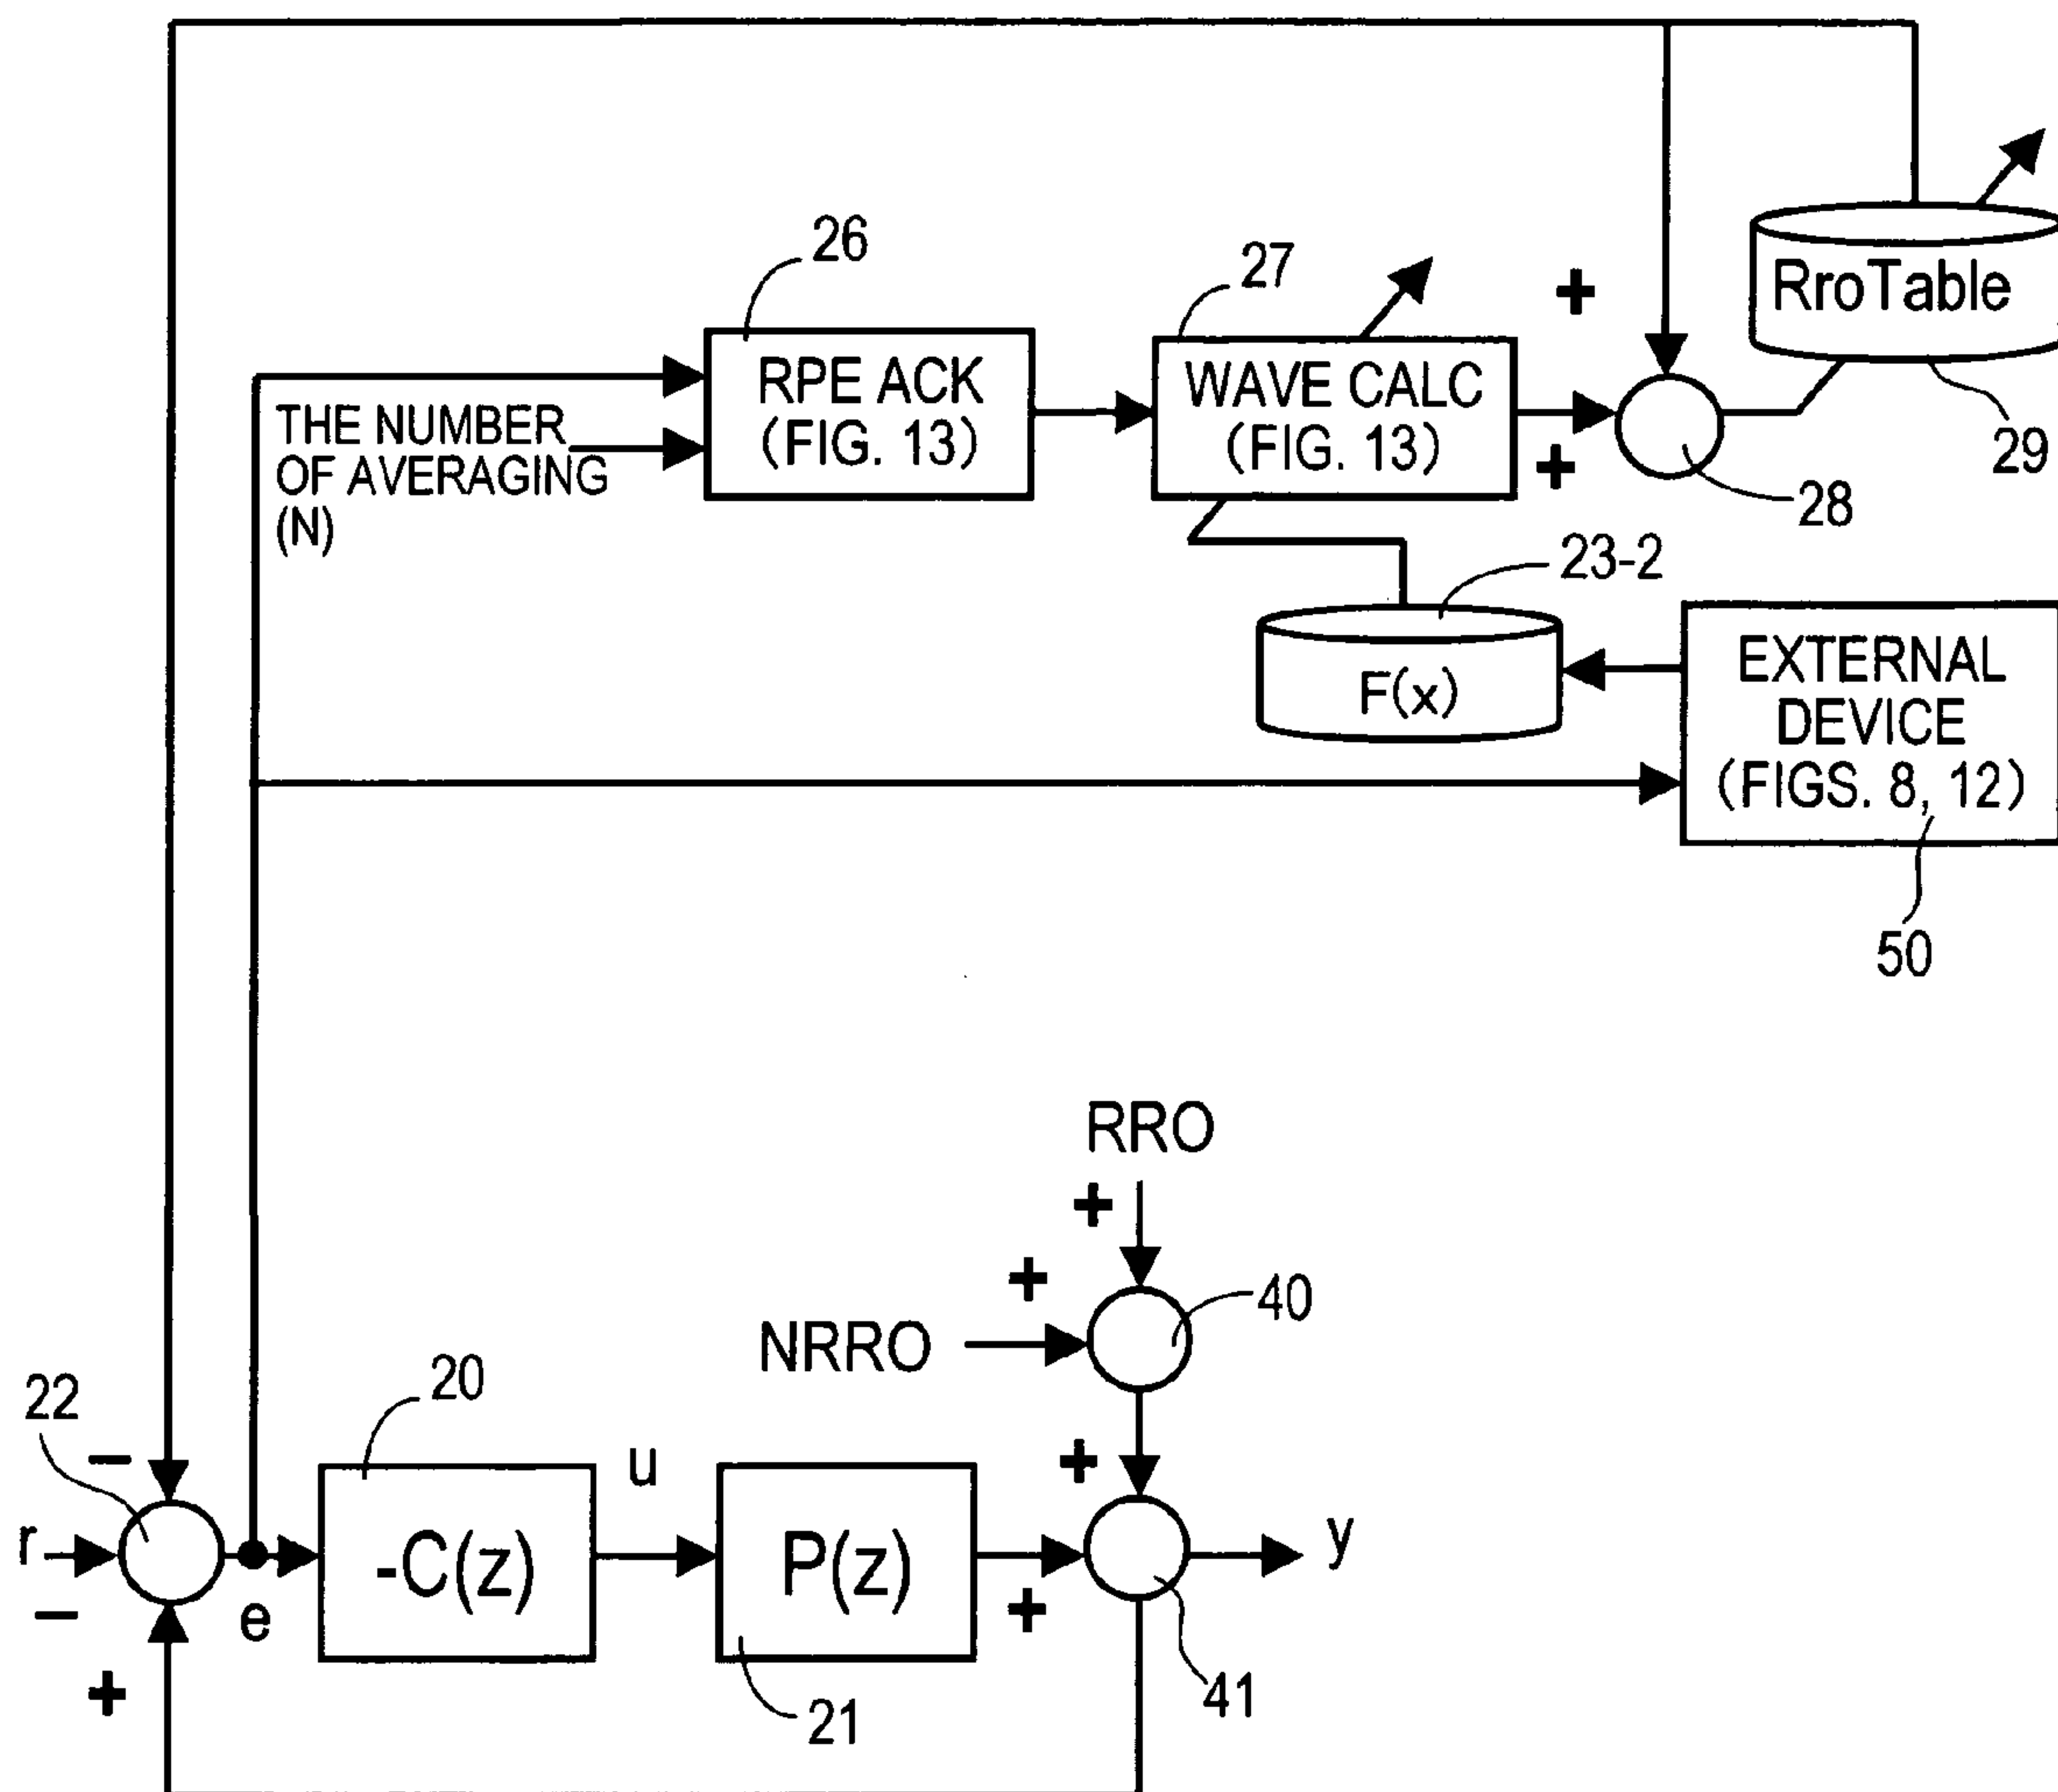 26
27
+
RroTable
RPE ACK
(FIG. 13)
WAVE CALC
(FIG. 13)
THE NUMBER
OF AVERAGING
(N)
+
28
29
23-2
F(x)
EXTERNAL
DEVICE
(FIGS. 8, 12)
50
RRO
+
+
NRRO
40
22
20
u
+
−
r
−
e
-C(z)
P(z)
+
y
+
21
41